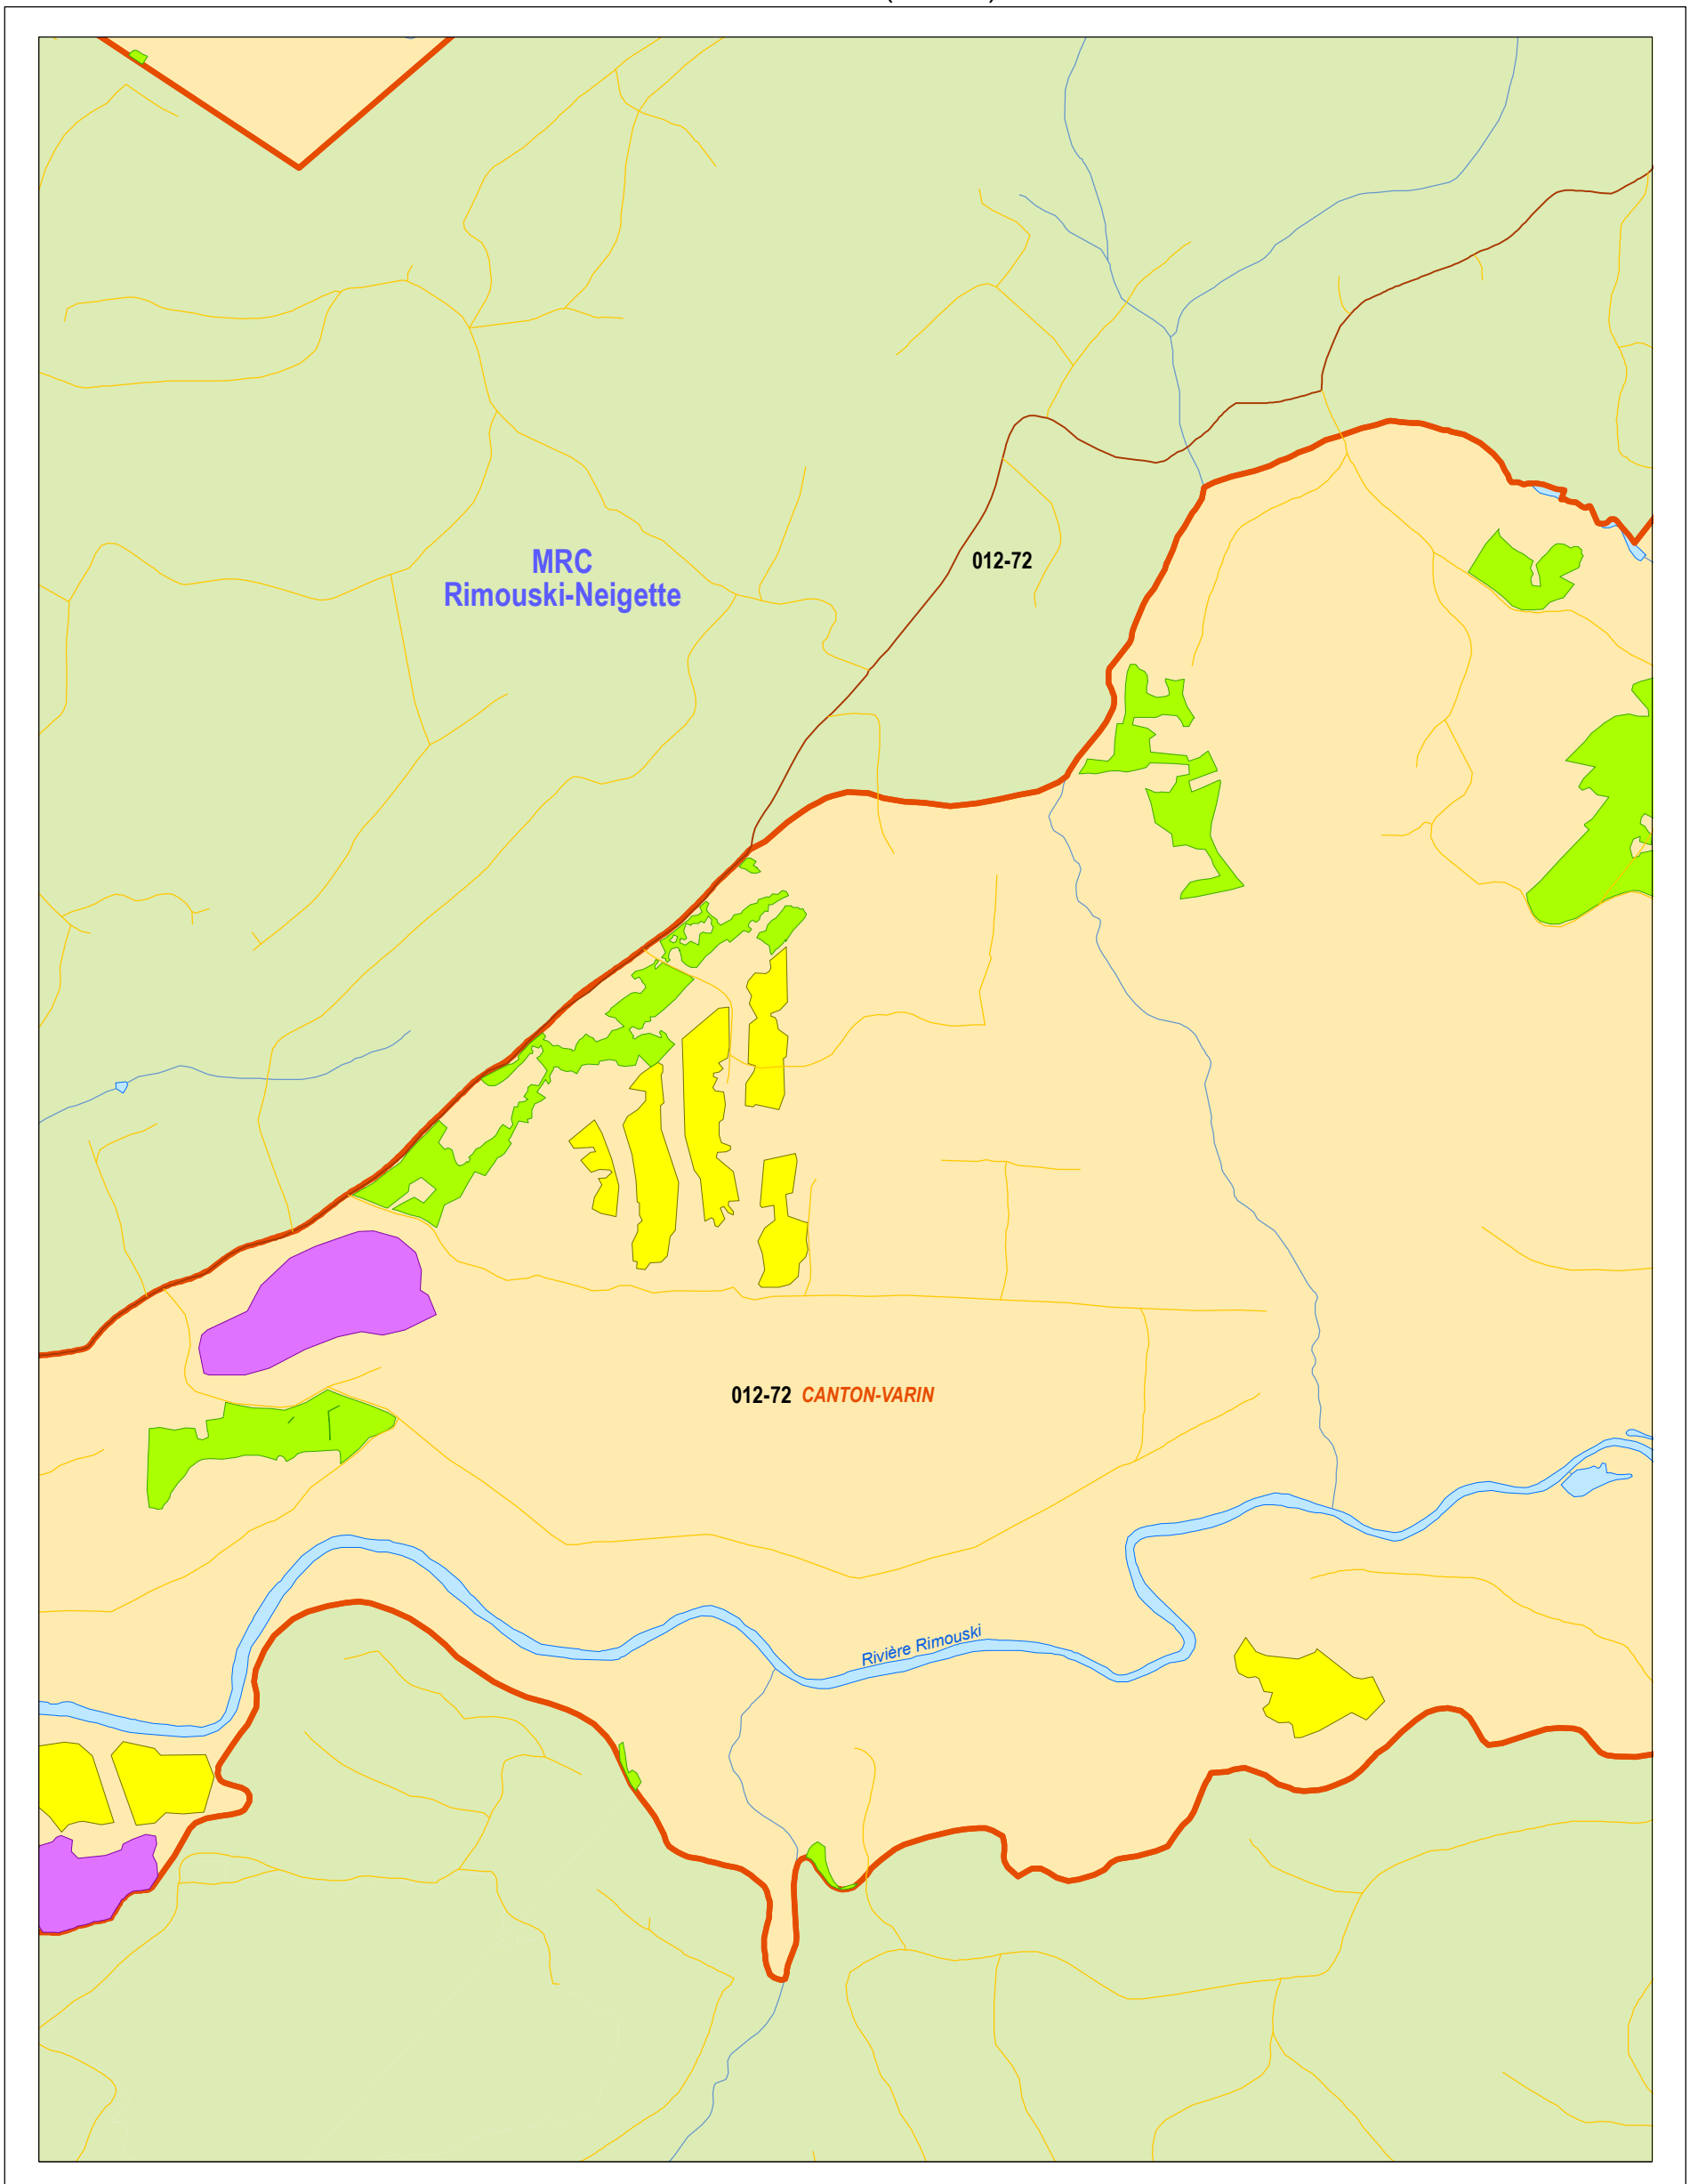 MRC
Rimouski-Neigette
012-72
012-72 CANTON-VARIN
Rivière Rimouski